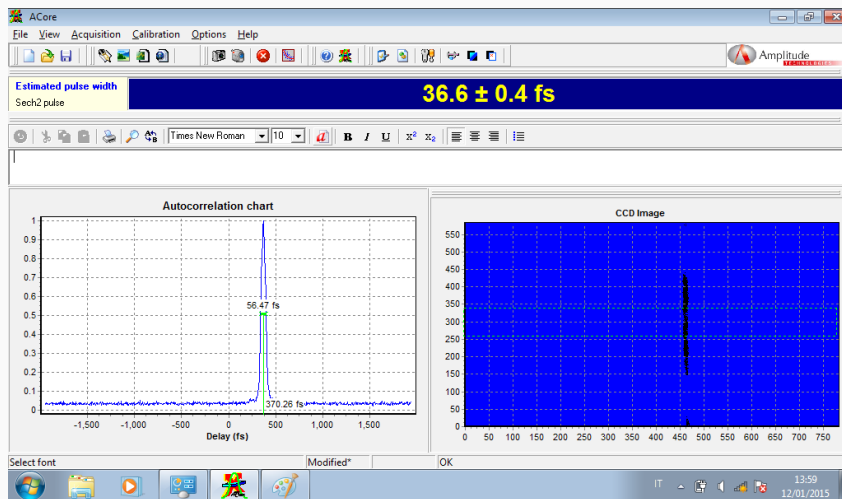 ACore
File View Acquisition Calibration Options Help
Amplitude
TECHNOLOGIES
Estimated pulse width
Sech2 pulse
36.6 ± 0.4 fs
Times New Roman 10 a B I U x² x₂
Autocorrelation chart
1
0.9
0.8
0.7
0.6
0.5
0.4
0.3
0.2
0.1
0
56.47 fs
370.26 fs
-1,500 -1,000 -500 0 500 1,000 1,500
Delay (fs)
CCD Image
550
500
450
400
350
300
250
200
150
100
50
0
0 50 100 150 200 250 300 350 400 450 500 550 600 650 700 750
Select font Modified* OK
IT 13:59
12/01/2015